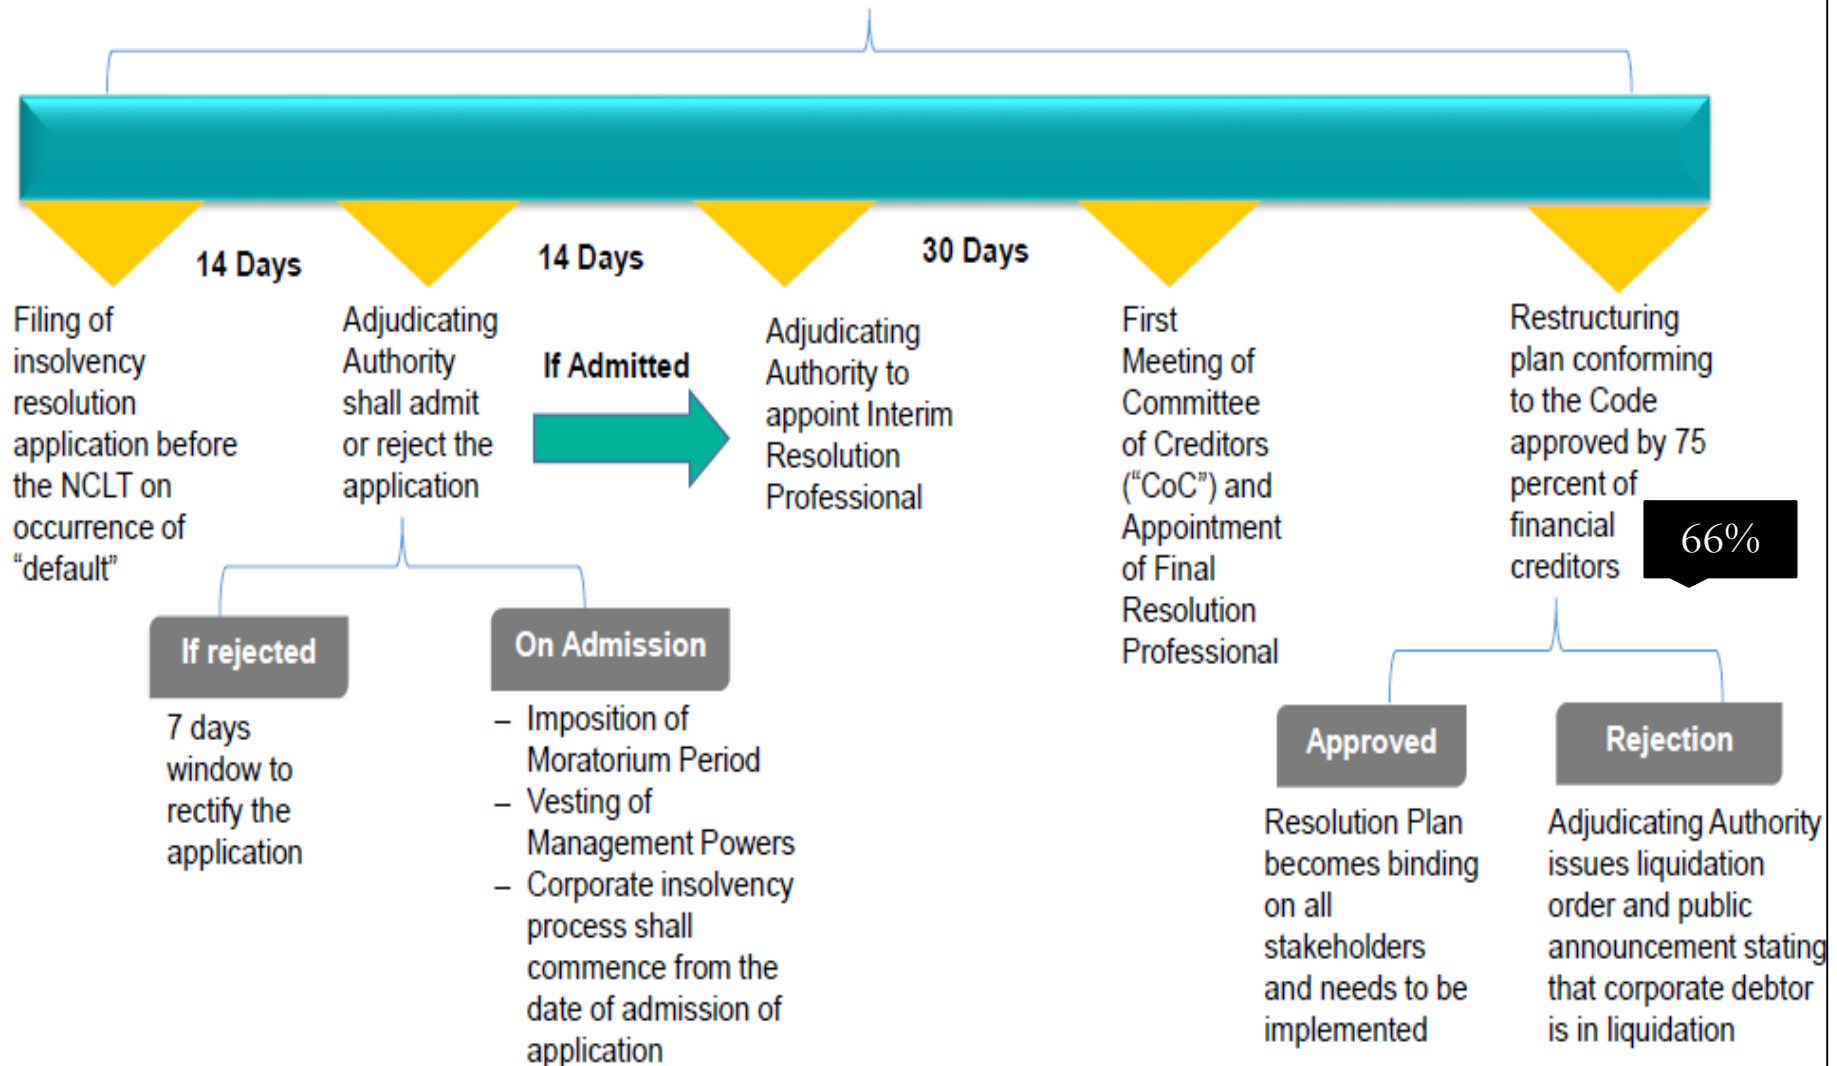 14 Days
14 Days
30 Days
Filing of
insolvency
resolution
application before
the NCLT on
occurrence of
“default”
Adjudicating
Authority
shall admit
or reject the
application
If Admitted
Adjudicating
Authority to
appoint Interim
Resolution
Professional
First
Meeting of
Committee
of Creditors
(“CoC”) and
Appointment
of Final
Resolution
Professional
Restructuring
plan conforming
to the Code
approved by 75
percent of
financial
creditors
66%
If rejected
7 days
window to
rectify the
application
On Admission
– Imposition of
Moratorium Period
– Vesting of
Management Powers
– Corporate insolvency
process shall
commence from the
date of admission of
application
Approved
Resolution Plan
becomes binding
on all
stakeholders
and needs to be
implemented
Rejection
Adjudicating Authority
issues liquidation
order and public
announcement stating
that corporate debtor
is in liquidation